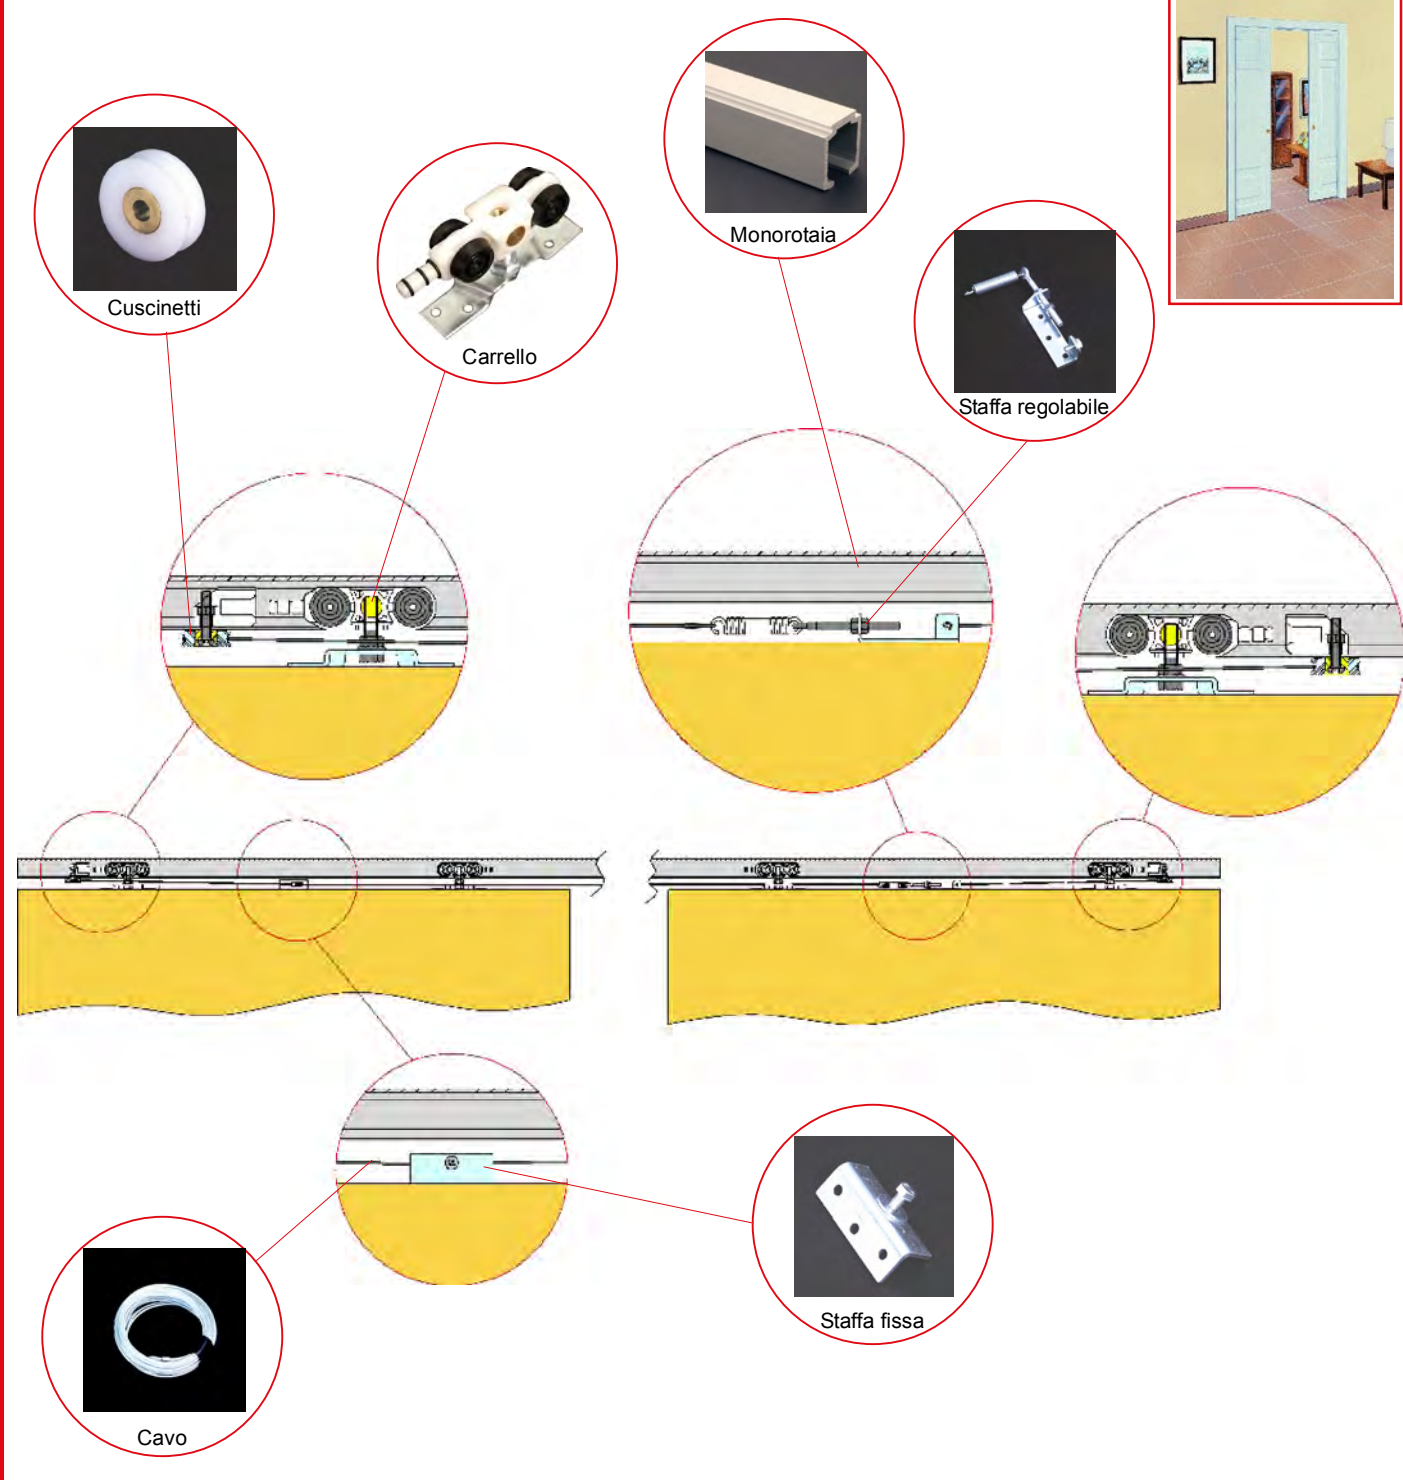 Monorotaia
Cuscinetti
Carrello
Staffa regolabile
Staffa fissa
Cavo